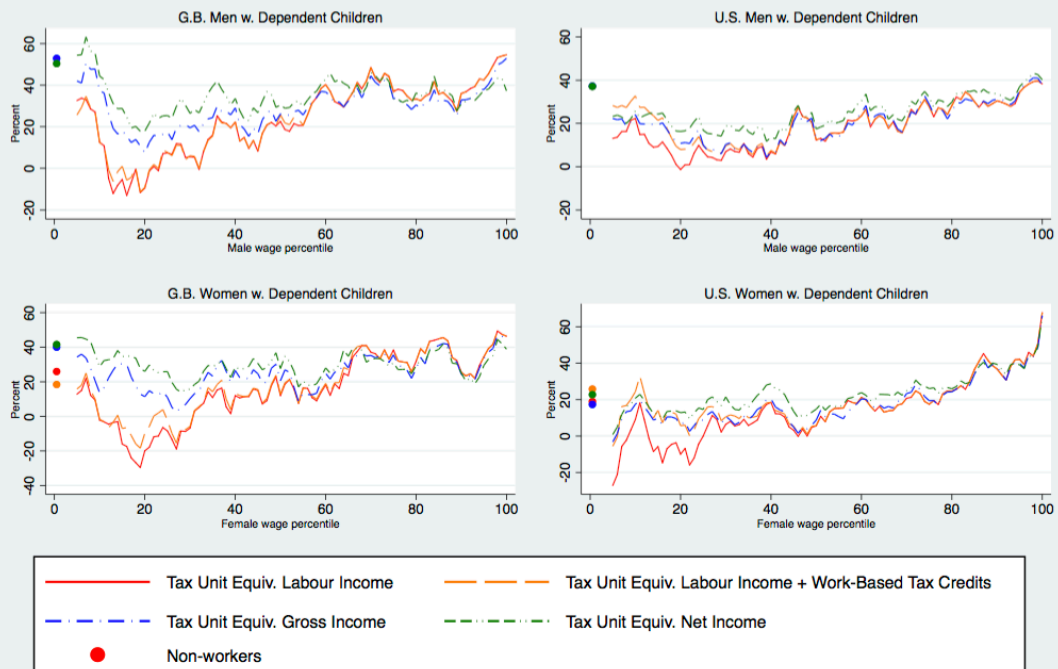 G.B. Men w. Dependent Children
U.S. Men w. Dependent Children
Percent
60
40
20
0
-20
0
20
40
60
80
100
Male wage percentile
Percent
60
40
20
0
-20
0
20
40
60
80
100
Male wage percentile
G.B. Women w. Dependent Children
U.S. Women w. Dependent Children
Percent
60
40
20
0
-20
-40
0
20
40
60
80
100
Female wage percentile
Percent
60
40
20
0
-20
0
20
40
60
80
100
Female wage percentile
Tax Unit Equiv. Labour Income
Tax Unit Equiv. Labour Income + Work-Based Tax Credits
Tax Unit Equiv. Gross Income
Tax Unit Equiv. Net Income
Non-workers